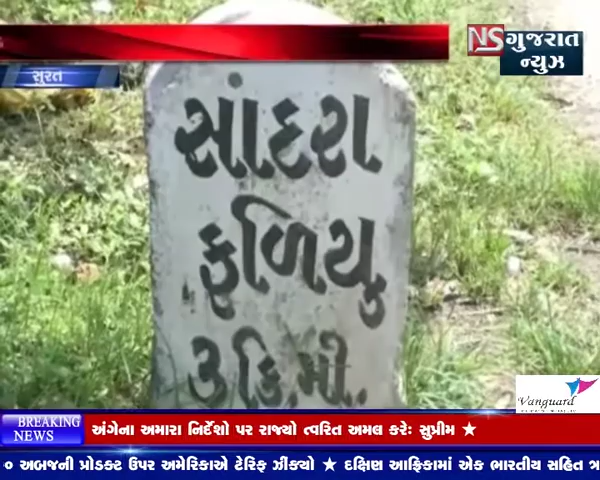 NS ગુજરાત
ન્યુઝ
સુરત
સાંદરા
ફળિયુ
૩ કિ.મી.
Vanguard
BREAKING NEWS
અંગેના અમારા નિર્દેશો પર રાજ્યો ત્વરિત અમલ કરેઃ સુપ્રીમ ★
૦ અબજની પ્રોડક્ટ ઉપર અમેરિકાએ ટેરિફ ઝીંક્યો ★ દક્ષિણ આફ્રિકામાં એક ભારતીય સહિત ત્ર